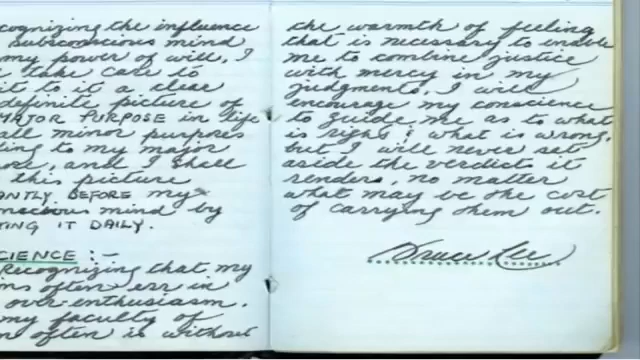 cognizing the influence
subconscious mind
my power of will, I
take care to
it to it a clear
definite picture of
MAJOR PURPOSE in life
all minor purposes
ding to my major
ose, and I shall
this picture
ANTLY BEFORE my
nscious mind by
TING IT DAILY.
CIENCE :-
Recognizing that my
ns often err in
over-enthusiasm.
my faculty of
n often is without
the warmth of feeling
that is necessary to enable
me to combine justice
with mercy in my
judgments, I will
encourage my conscience
to guide me as to what
is right & what is wrong,
but I will never set
aside the verdict it
renders, no matter
what may be the cost
of carrying them out.
Bruce Lee